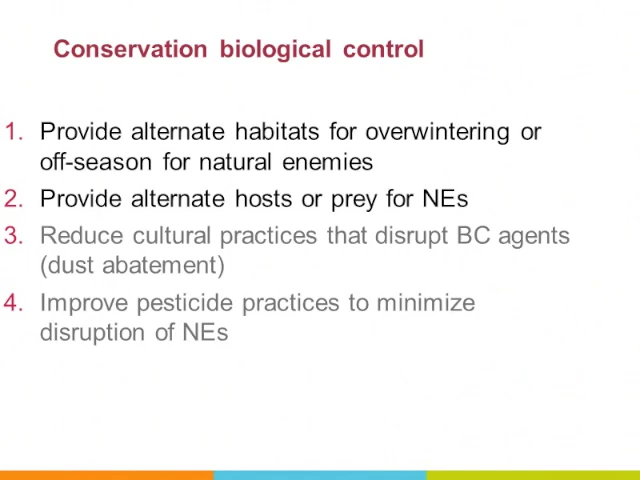 Conservation biological control
1. Provide alternate habitats for overwintering or
off-season for natural enemies
2. Provide alternate hosts or prey for NEs
3. Reduce cultural practices that disrupt BC agents
(dust abatement)
4. Improve pesticide practices to minimize
disruption of NEs